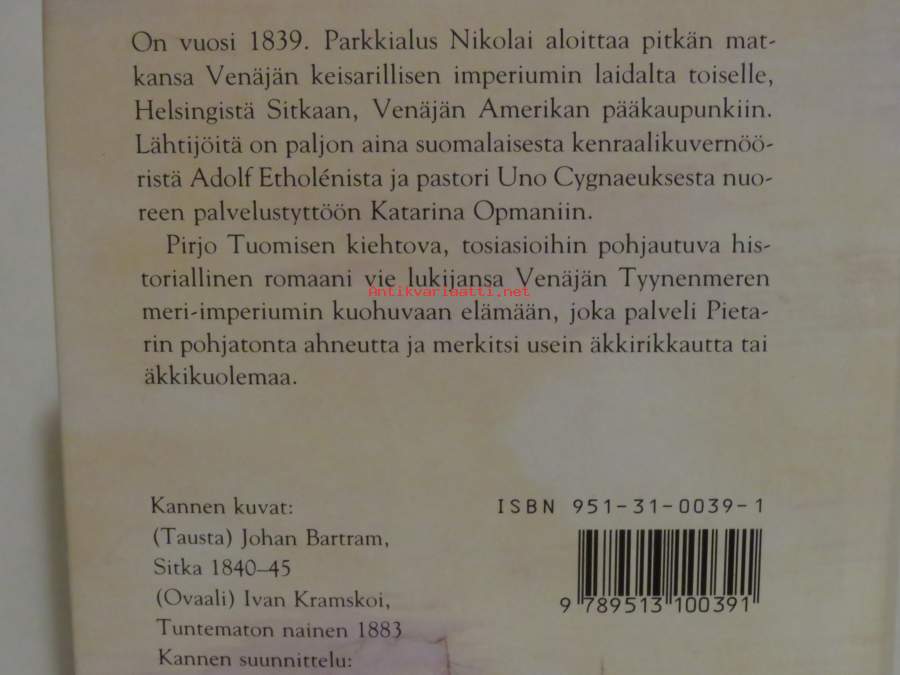 On vuosi 1839. Parkkialus Nikolai aloittaa pitkän mat-
kansa Venäjän keisarillisen imperiumin laidalta toiselle,
Helsingistä Sitkaan, Venäjän Amerikan pääkaupunkiin.
Lähtijöitä on paljon aina suomalaisesta kenraalikuvernöö-
ristä Adolf Etholénista ja pastori Uno Cygnaeuksesta nuo-
reen palvelustyttöön Katarina Opmaniin.
Pirjo Tuomisen kiehtova, tosiasioihin pohjautuva his-
toriallinen romaani vie lukijansa Venäjän Tyynenmeren
Antikvariaatti.net
meri-imperiumin kuohuvaan elämään, joka palveli Pieta-
rin pohjatonta ahneutta ja merkitsi usein äkkirikkautta tai
äkkikuolemaa.
Kannen kuvat:
(Tausta) Johan Bartram,
Sitka 1840–45
(Ovaali) Ivan Kramskoi,
Tuntematon nainen 1883
Kannen suunnittelu:
ISBN 951-31-0039-1
9 789513 100391